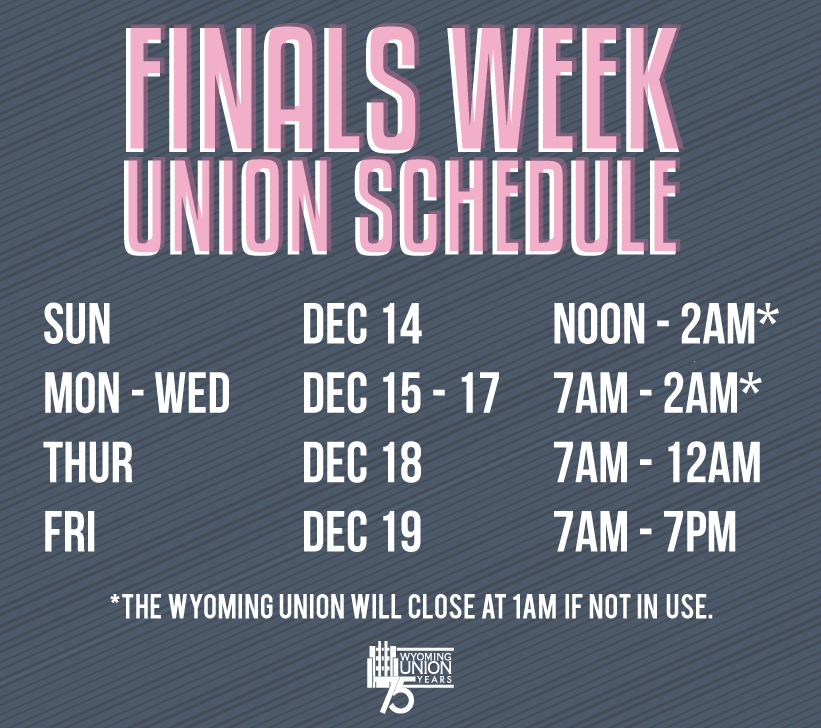 FINALS WEEK
UNION SCHEDULE
SUN DEC 14 NOON - 2AM*
MON - WED DEC 15 - 17 7AM - 2AM*
THUR DEC 18 7AM - 12AM
FRI DEC 19 7AM - 7PM
*THE WYOMING UNION WILL CLOSE AT 1AM IF NOT IN USE.
WYOMING
UNION
YEARS
75